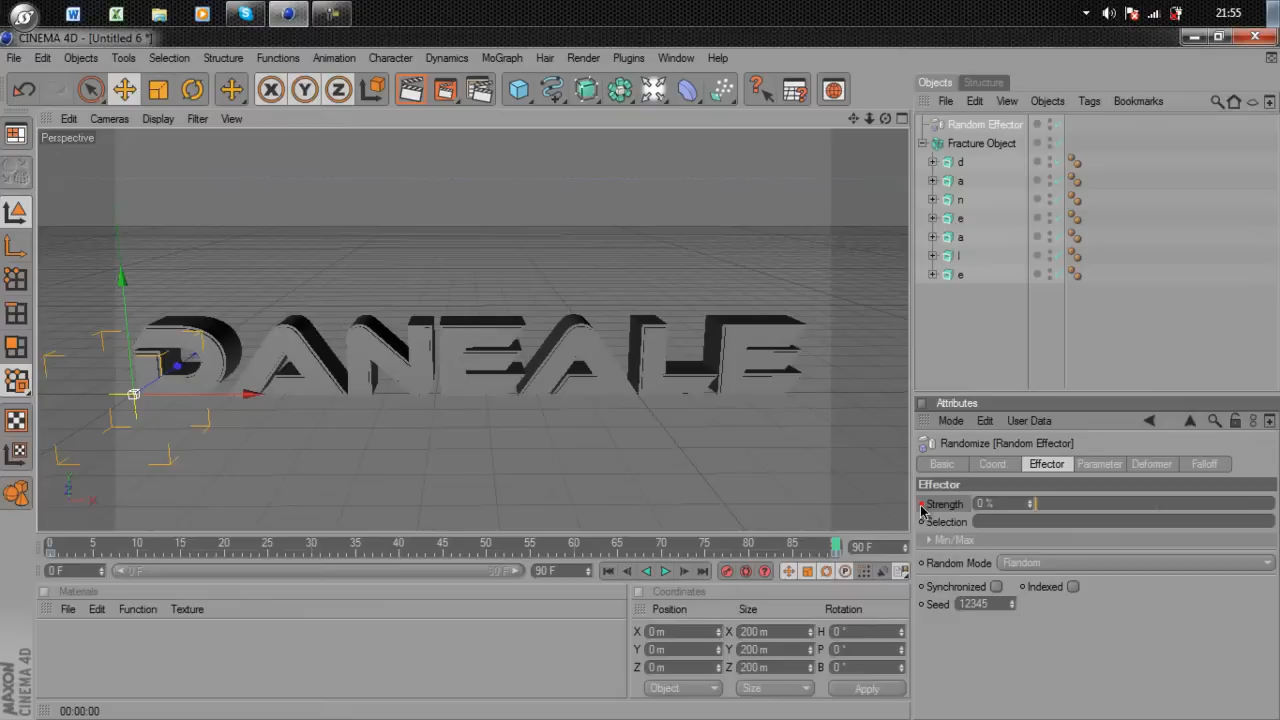 21:55
CINEMA 4D - [Untitled 6 *]
File Edit Objects Tools Selection Structure Functions Animation Character Dynamics MoGraph Hair Render Plugins Window Help
Objects Structure
File Edit View Objects Tags Bookmarks
Edit Cameras Display Filter View
Perspective
Random Effector
Fracture Object
d
a
n
e
a
l
e
DANEALE
Attributes
Mode Edit User Data
Randomize [Random Effector]
Basic Coord. Effector Parameter Deformer Falloff
Effector
Strength 0 %
Selection
Min/Max
Random Mode Random
Synchronized Indexed
Seed 12345
Y
Z X
0 5 10 15 20 25 30 35 40 45 50 55 60 65 70 75 80 85 90 F
0 F 0 F 90 F 90 F
Materials
File Edit Function Texture
Coordinates
Position Size Rotation
X 0 m X 200 m H 0 °
Y 0 m Y 200 m P 0 °
Z 0 m Z 200 m B 0 °
Object Size Apply
MAXON CINEMA 4D
00:00:00